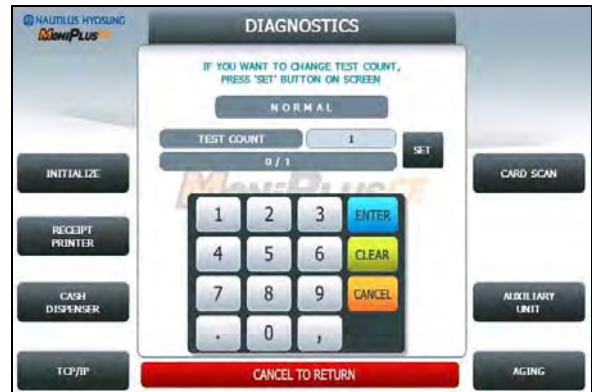 NAUTILUS HYOSUNG
MONIPLUS
DIAGNOSTICS
IF YOU WANT TO CHANGE TEST COUNT,
PRESS 'SET' BUTTON ON SCREEN
NORMAL
TEST COUNT 1
SET
0 / 1
INITIALIZE
CARD SCAN
MONIPLUS
1 2 3 ENTER
RECEIPT
PRINTER
4 5 6 CLEAR
7 8 9 CANCEL
CASH
DISPENSER
AUXILIARY
UNIT
. 0 ,
TCP/IP
CANCEL TO RETURN
AGING